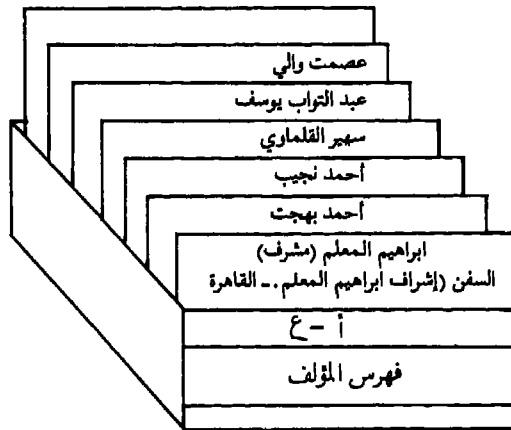 عصمت والي
عبد التواب يوسف
سهير القلماوي
أحمد نجيب
أحمد بهجت
ابراهيم المعلم (مشرف)
السفن (إشراف ابراهيم المعلم .ــ القاهرة
أ – ع
فهرس المؤلف